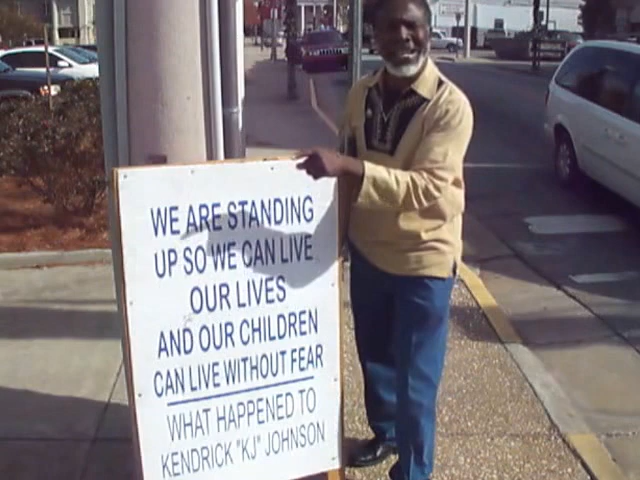 WE ARE STANDING
UP SO WE CAN LIVE
OUR LIVES
AND OUR CHILDREN
CAN LIVE WITHOUT FEAR
WHAT HAPPENED TO
KENDRICK "KJ" JOHNSON